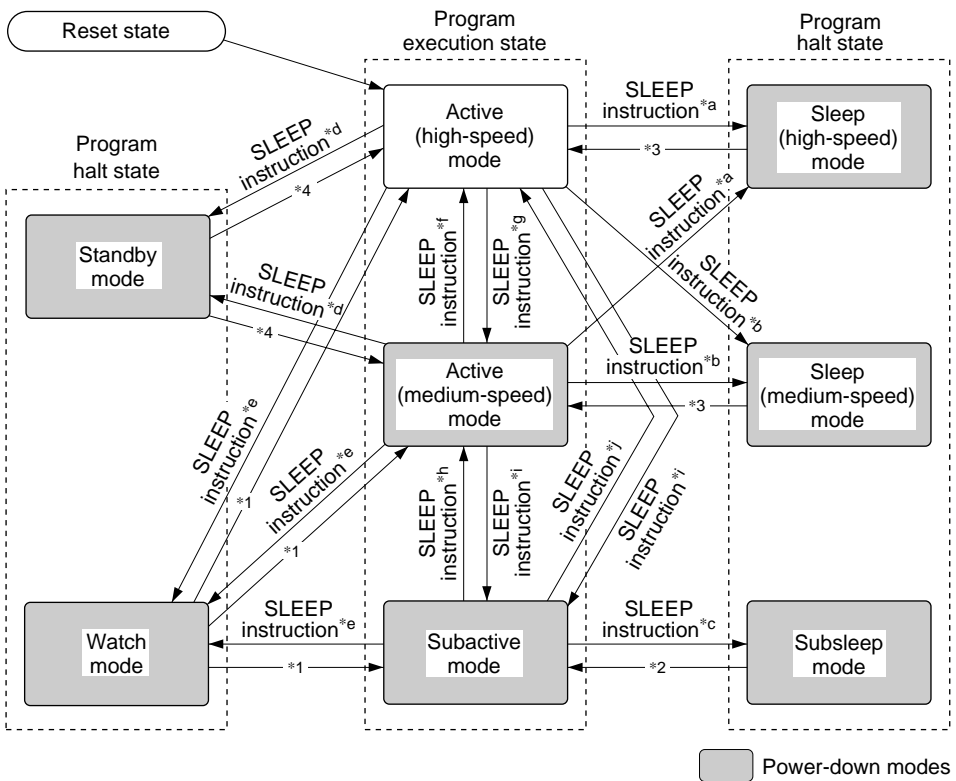 Reset state
Program
execution state
Program
halt state
Program
halt state
Active
(high-speed)
mode
SLEEP
instruction*a
*3
Sleep
(high-speed)
mode
SLEEP
instruction*d
*4
Standby
mode
SLEEP
instruction*d
*4
SLEEP
instruction*f
SLEEP
instruction*g
SLEEP
instruction*a
SLEEP
instruction*b
Active
(medium-speed)
mode
SLEEP
instruction*b
*3
Sleep
(medium-speed)
mode
SLEEP
instruction*e
*1
SLEEP
instruction*e
*1
SLEEP
instruction*h
SLEEP
instruction*i
SLEEP
instruction*j
SLEEP
instruction*i
Watch
mode
SLEEP
instruction*e
*1
Subactive
mode
SLEEP
instruction*c
*2
Subsleep
mode
Power-down modes